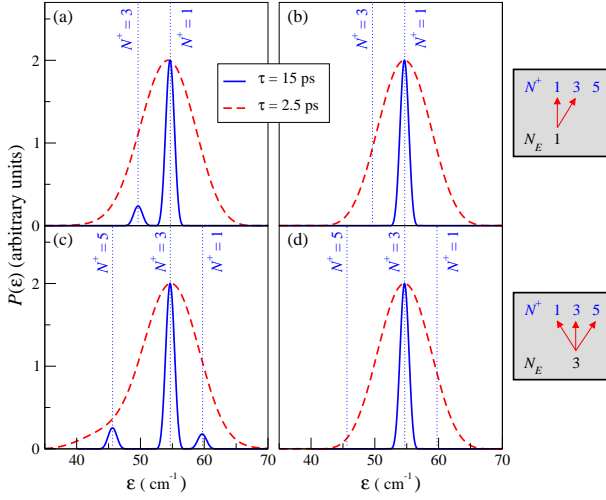 (a)
N⁺ = 3
N⁺ = 1
(b)
N⁺ = 3
N⁺ = 1
τ = 15 ps
τ = 2.5 ps
2
1
0
N⁺ 1 3 5
N_E 1
P(ε) (arbitrary units)
(c)
N⁺ = 5
N⁺ = 3
N⁺ = 1
(d)
N⁺ = 5
N⁺ = 3
N⁺ = 1
2
1
0
N⁺ 1 3 5
N_E 3
40 50 60 70
40 50 60 70
ε ( cm⁻¹)
ε ( cm⁻¹)